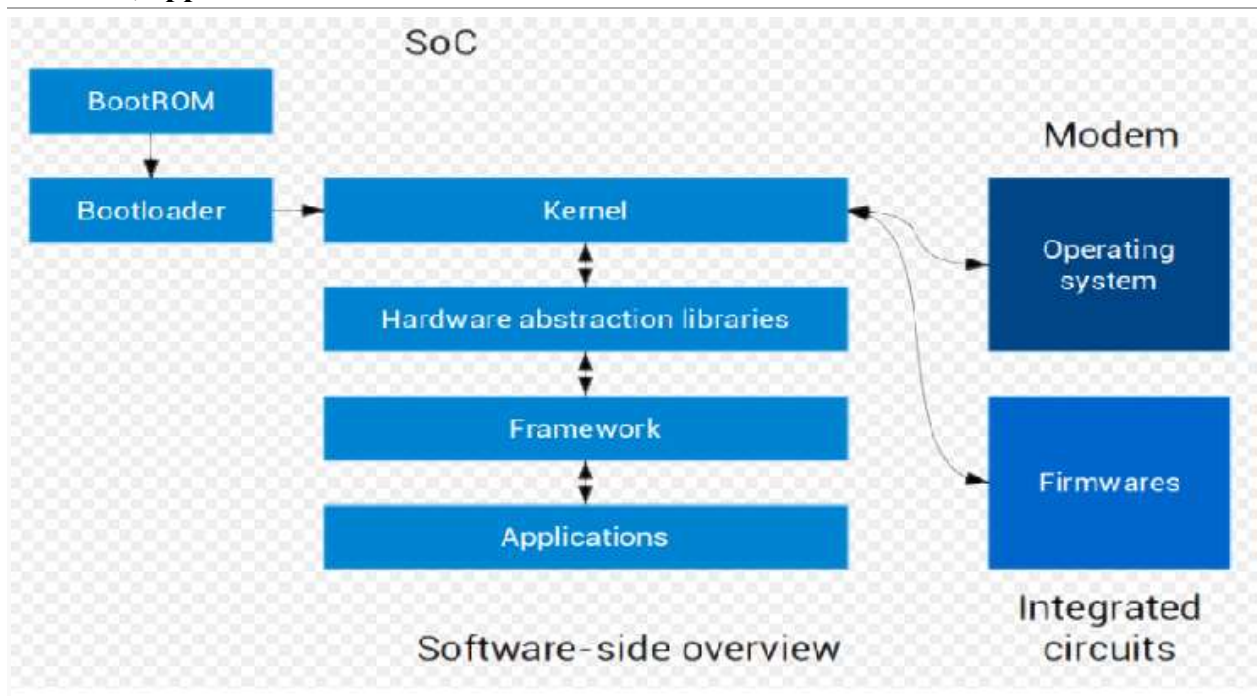 SoC
BootROM
Bootloader
Kernel
Hardware abstraction libraries
Framework
Applications
Modem
Operating
system
Firmwares
Integrated
circuits
Software-side overview